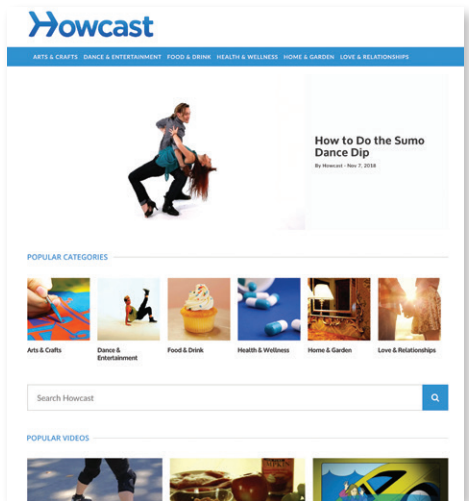 Howcast
ARTS & CRAFTS DANCE & ENTERTAINMENT FOOD & DRINK HEALTH & WELLNESS HOME & GARDEN LOVE & RELATIONSHIPS
How to Do the Sumo
Dance Dip
By Howcast - Nov 7, 2018
POPULAR CATEGORIES
Arts & Crafts
Dance &
Entertainment
Food & Drink
Health & Wellness
Home & Garden
Love & Relationships
Search Howcast
POPULAR VIDEOS